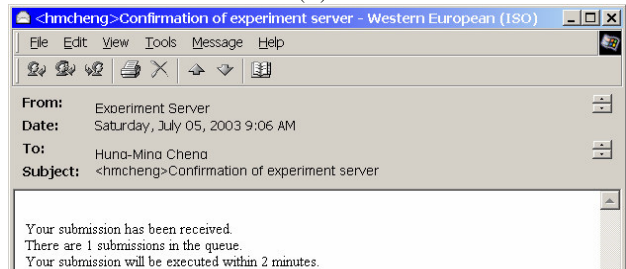 <hmcheng>Confirmation of experiment server - Western European (ISO)
File Edit View Tools Message Help
From: Experiment Server
Date: Saturday, July 05, 2003 9:06 AM
To: Hung-Ming Cheng
Subject: <hmcheng>Confirmation of experiment server
Your submission has been received.
There are 1 submissions in the queue.
Your submission will be executed within 2 minutes.